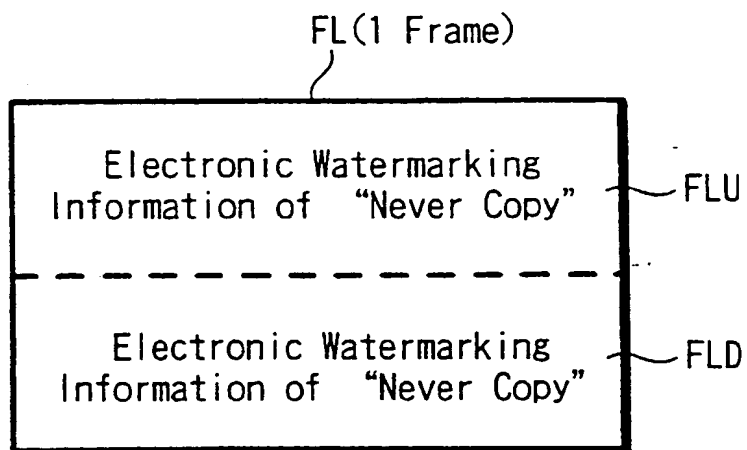 FL(1 Frame)
Electronic Watermarking
Information of “Never Copy”
FLU
Electronic Watermarking
Information of “Never Copy”
FLD